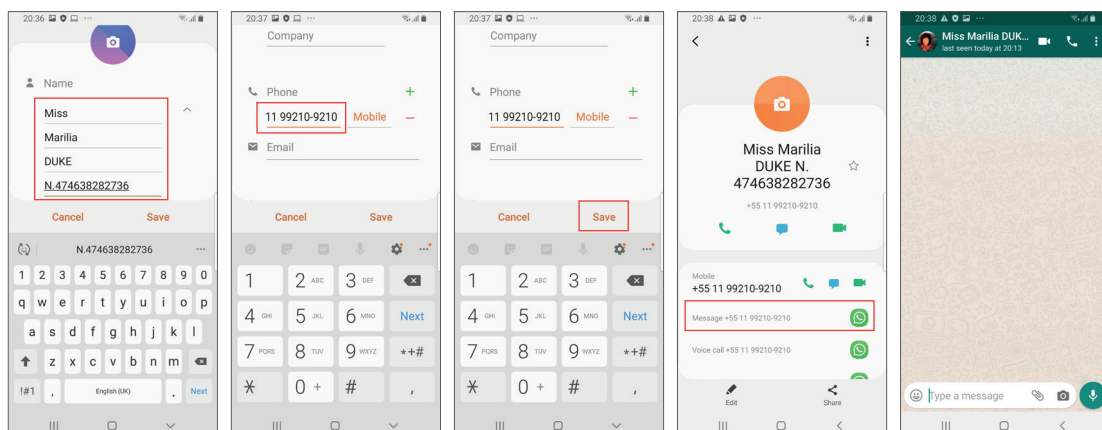 20:36 ...
Name
Miss
Marilia
DUKE
N.474638282736
Cancel Save
N.474638282736 ...
1 2 3 4 5 6 7 8 9 0
q w e r t y u i o p
a s d f g h j k l
z x c v b n m
!#1 , English (UK) . Next
20:37 ...
Company
Phone +
11 99210-9210 Mobile −
Email
Cancel Save
GIF ...
1 2 ABC 3 DEF
4 GHI 5 JKL 6 MNO Next
7 PQRS 8 TUV 9 WXYZ *+#
* 0 + # ,
20:37 ...
Company
Phone +
11 99210-9210 Mobile −
Email
Cancel Save
GIF ...
1 2 ABC 3 DEF
4 GHI 5 JKL 6 MNO Next
7 PQRS 8 TUV 9 WXYZ *+#
* 0 + # ,
20:38 ...
Miss Marilia
DUKE N.
474638282736
+55 11 99210-9210
Mobile
+55 11 99210-9210
Message +55 11 99210-9210
Voice call +55 11 99210-9210
Edit Share
20:38 ...
Miss Marilia DUK...
last seen today at 20:13
Type a message